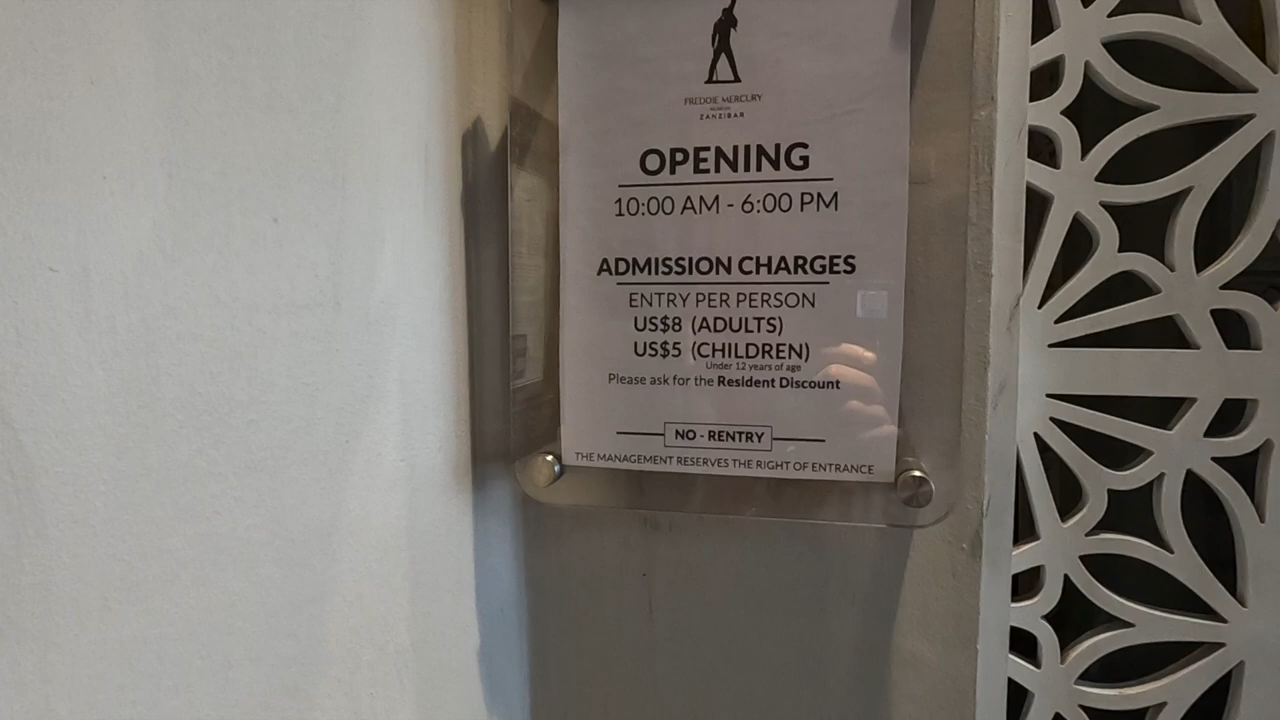 FREDDIE MERCURY
MUSEUM
ZANZIBAR
OPENING
10:00 AM - 6:00 PM
ADMISSION CHARGES
ENTRY PER PERSON
US$8 (ADULTS)
US$5 (CHILDREN)
Under 12 years of age
Please ask for the Resident Discount
NO - RENTRY
THE MANAGEMENT RESERVES THE RIGHT OF ENTRANCE